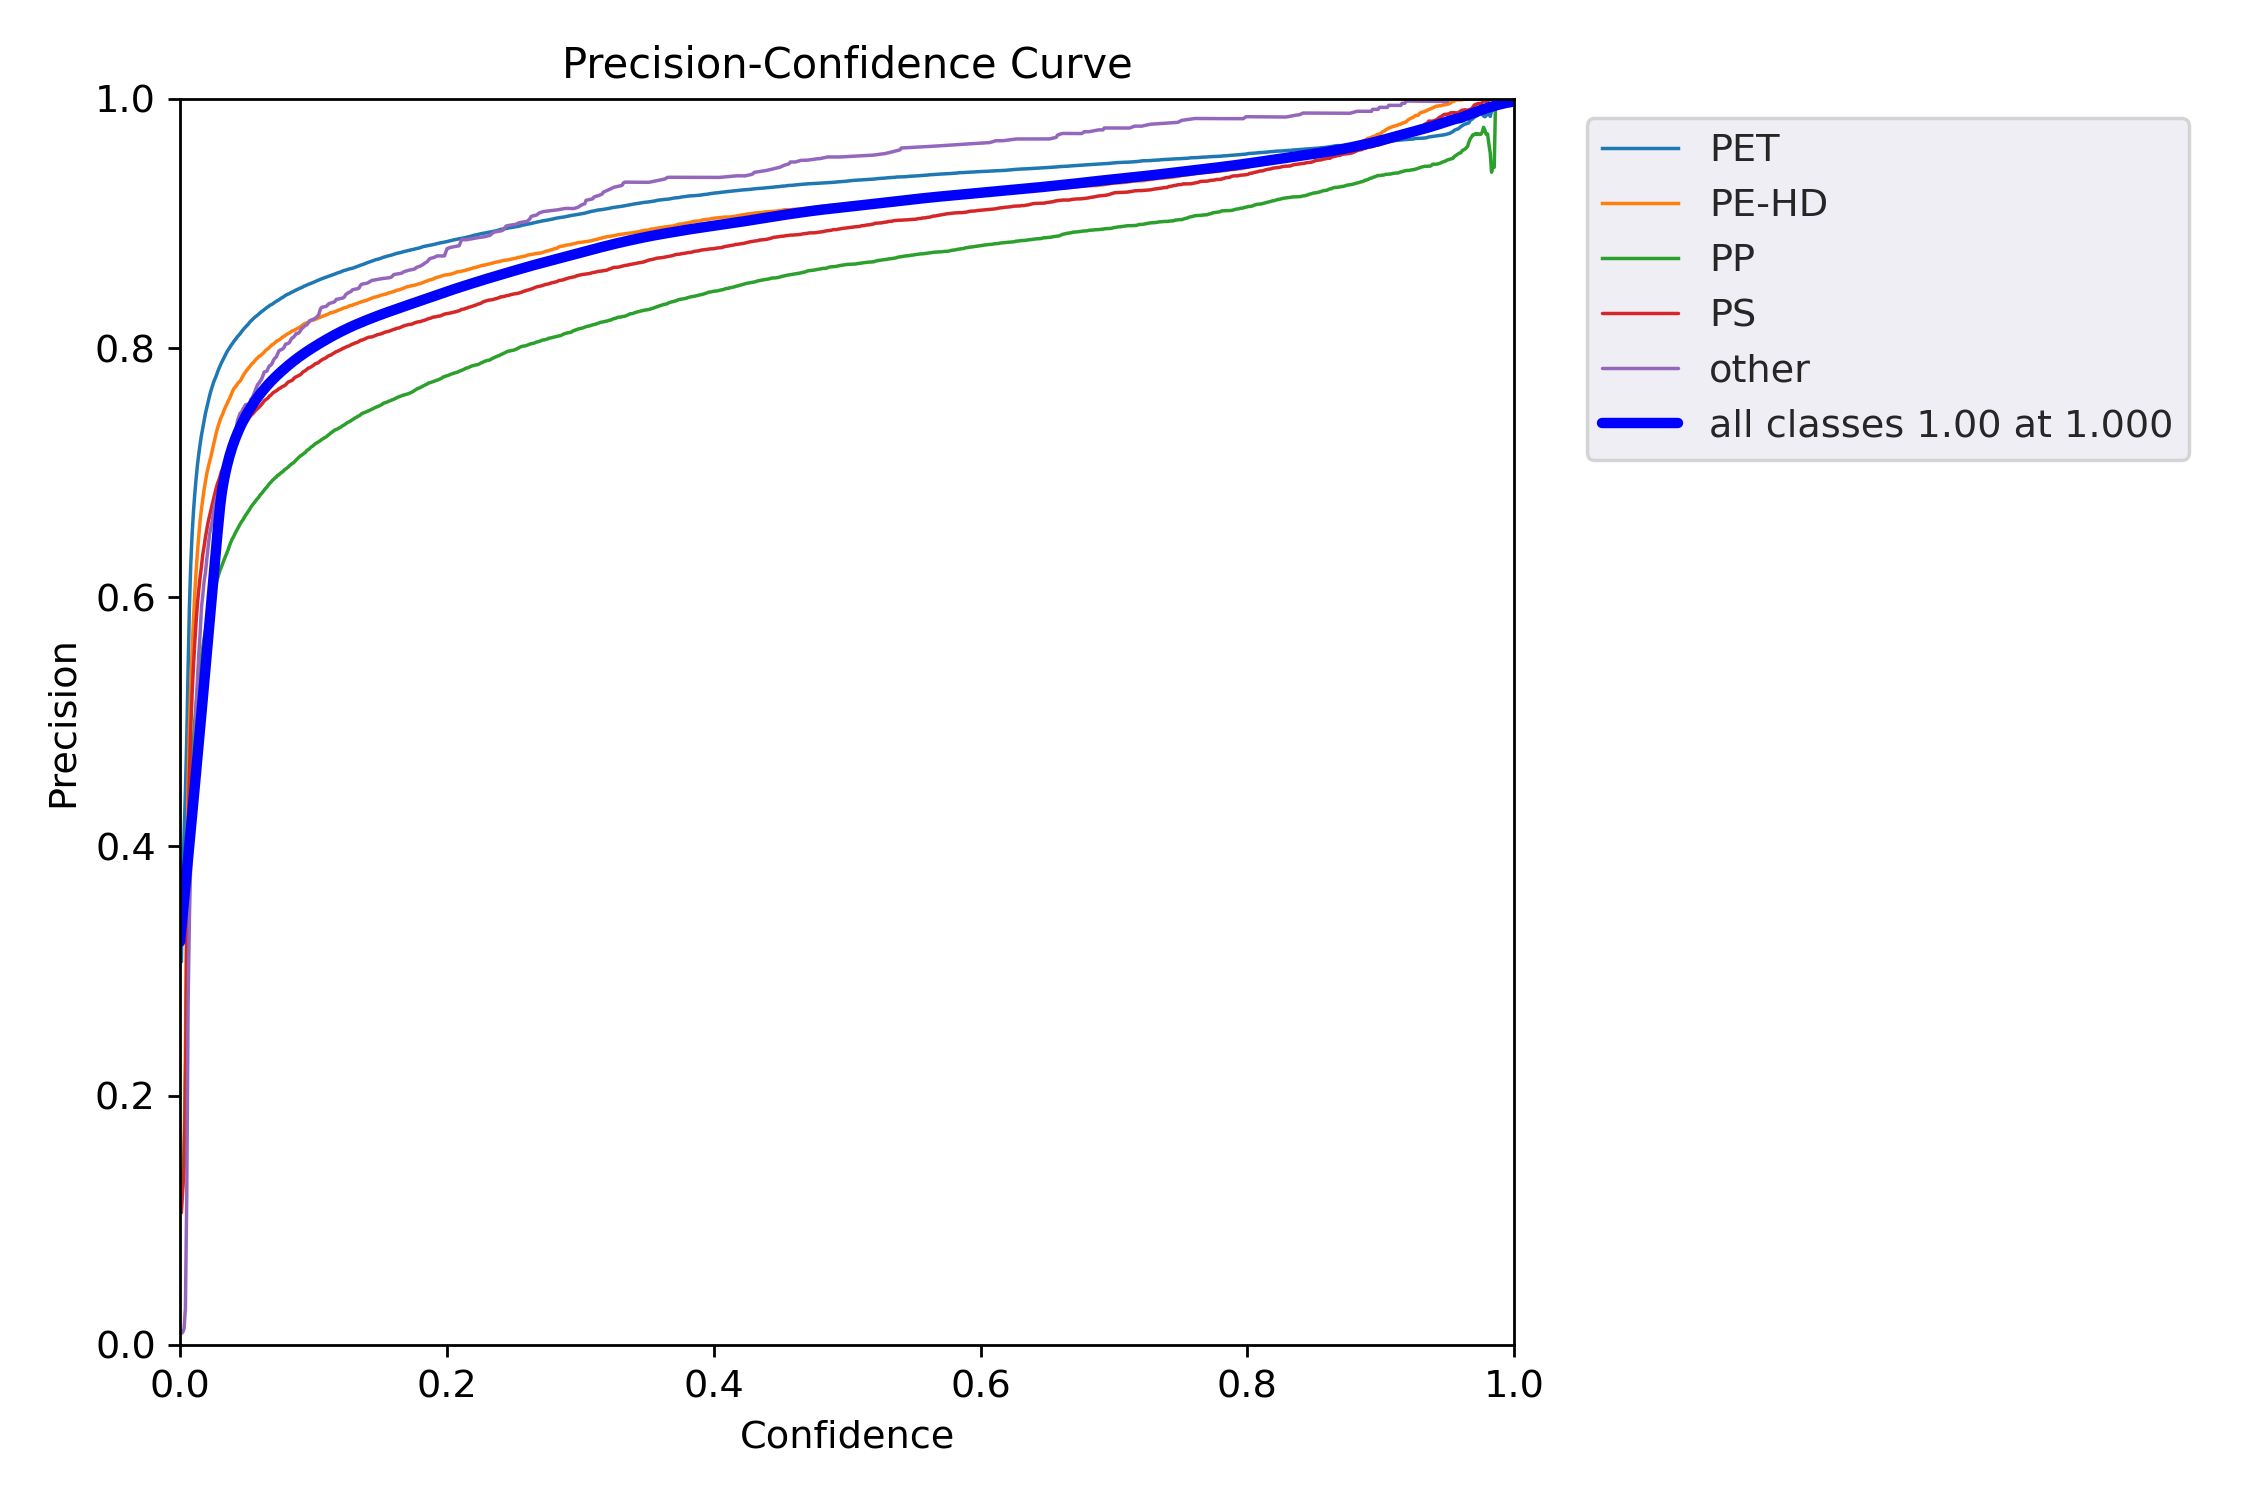 Precision-Confidence Curve
1.0
0.8
0.6
0.4
0.2
0.0
Precision
0.0 0.2 0.4 0.6 0.8 1.0
Confidence
PET
PE-HD
PP
PS
other
all classes 1.00 at 1.000